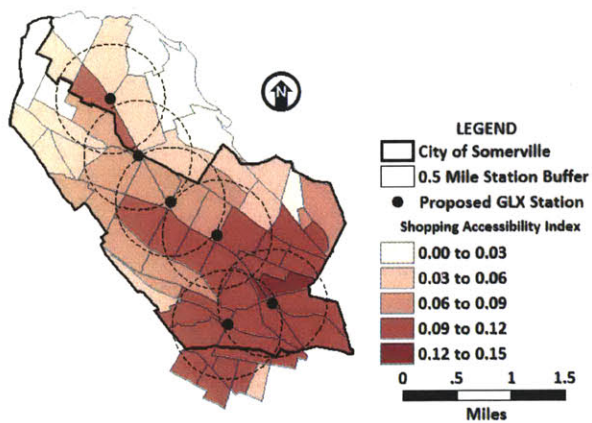 N
LEGEND
City of Somerville
0.5 Mile Station Buffer
Proposed GLX Station
Shopping Accessibility Index
0.00 to 0.03
0.03 to 0.06
0.06 to 0.09
0.09 to 0.12
0.12 to 0.15
0 .5 1 1.5
Miles